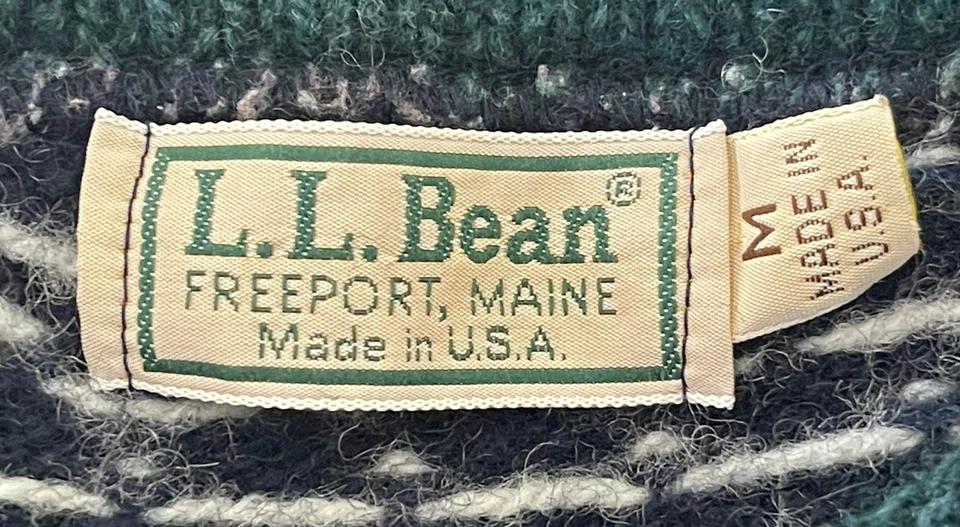 L.L.Bean®
FREEPORT, MAINE
Made in U.S.A.
M
MADE IN
U.S.A.